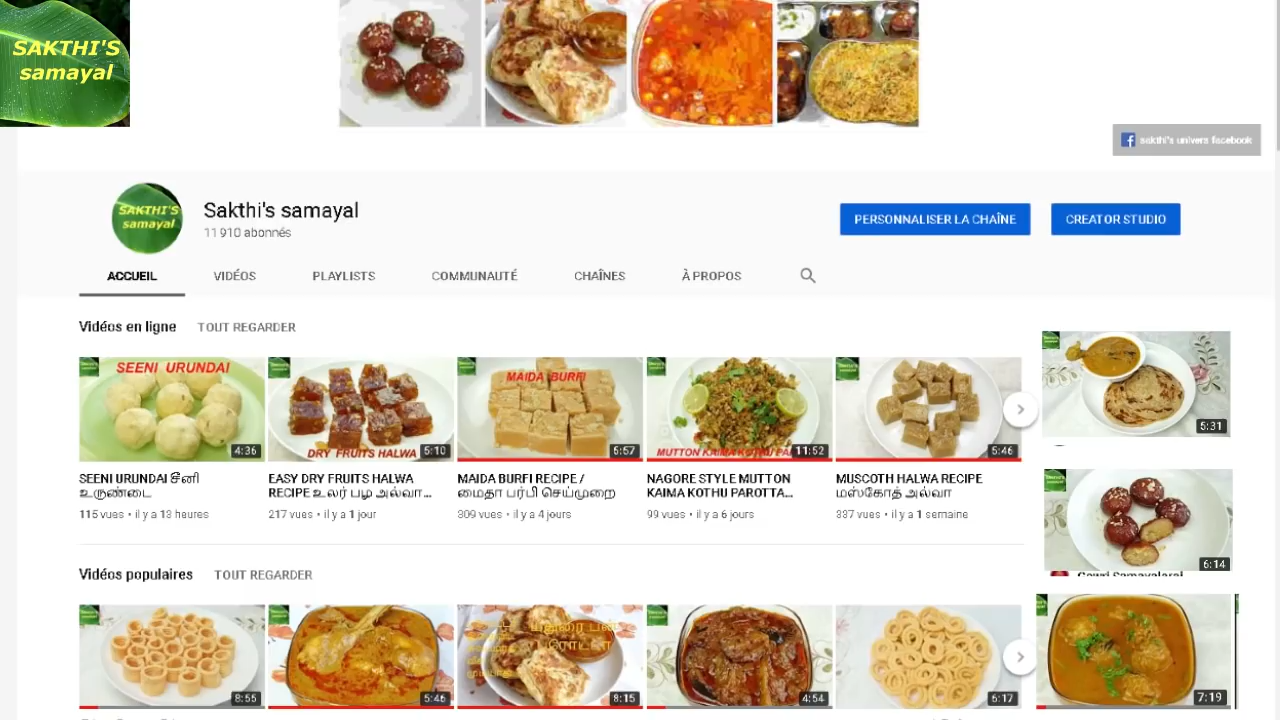 SAKTHI'S
samayal
sakthi's univers facebook
SAKTHI'S
samayal
Sakthi's samayal
11 910 abonnés
PERSONNALISER LA CHAÎNE
CREATOR STUDIO
ACCUEIL
VIDÉOS
PLAYLISTS
COMMUNAUTÉ
CHAÎNES
À PROPOS
Vidéos en ligne
TOUT REGARDER
SEENI URUNDAI
4:36
DRY FRUITS HALWA
5:10
MAIDA BURFI
5:57
MUTTON KAIMA KOTHU PA
11:52
5:46
5:31
SEENI URUNDAI சீனி
உருண்டை
115 vues • il y a 13 heures
EASY DRY FRUITS HALWA
RECIPE உலர் பழ அல்வா...
217 vues • il y a 1 jour
MAIDA BURFI RECIPE /
மைதா பர்பி செய்முறை
309 vues • il y a 4 jours
NAGORE STYLE MUTTON
KAIMA KOTHU PAROTTA...
99 vues • il y a 6 jours
MUSCOTH HALWA RECIPE
மஸ்கோத் அல்வா
337 vues • il y a 1 semaine
6:14
Vidéos populaires
TOUT REGARDER
8:55
5:46
8:15
4:54
6:17
7:19